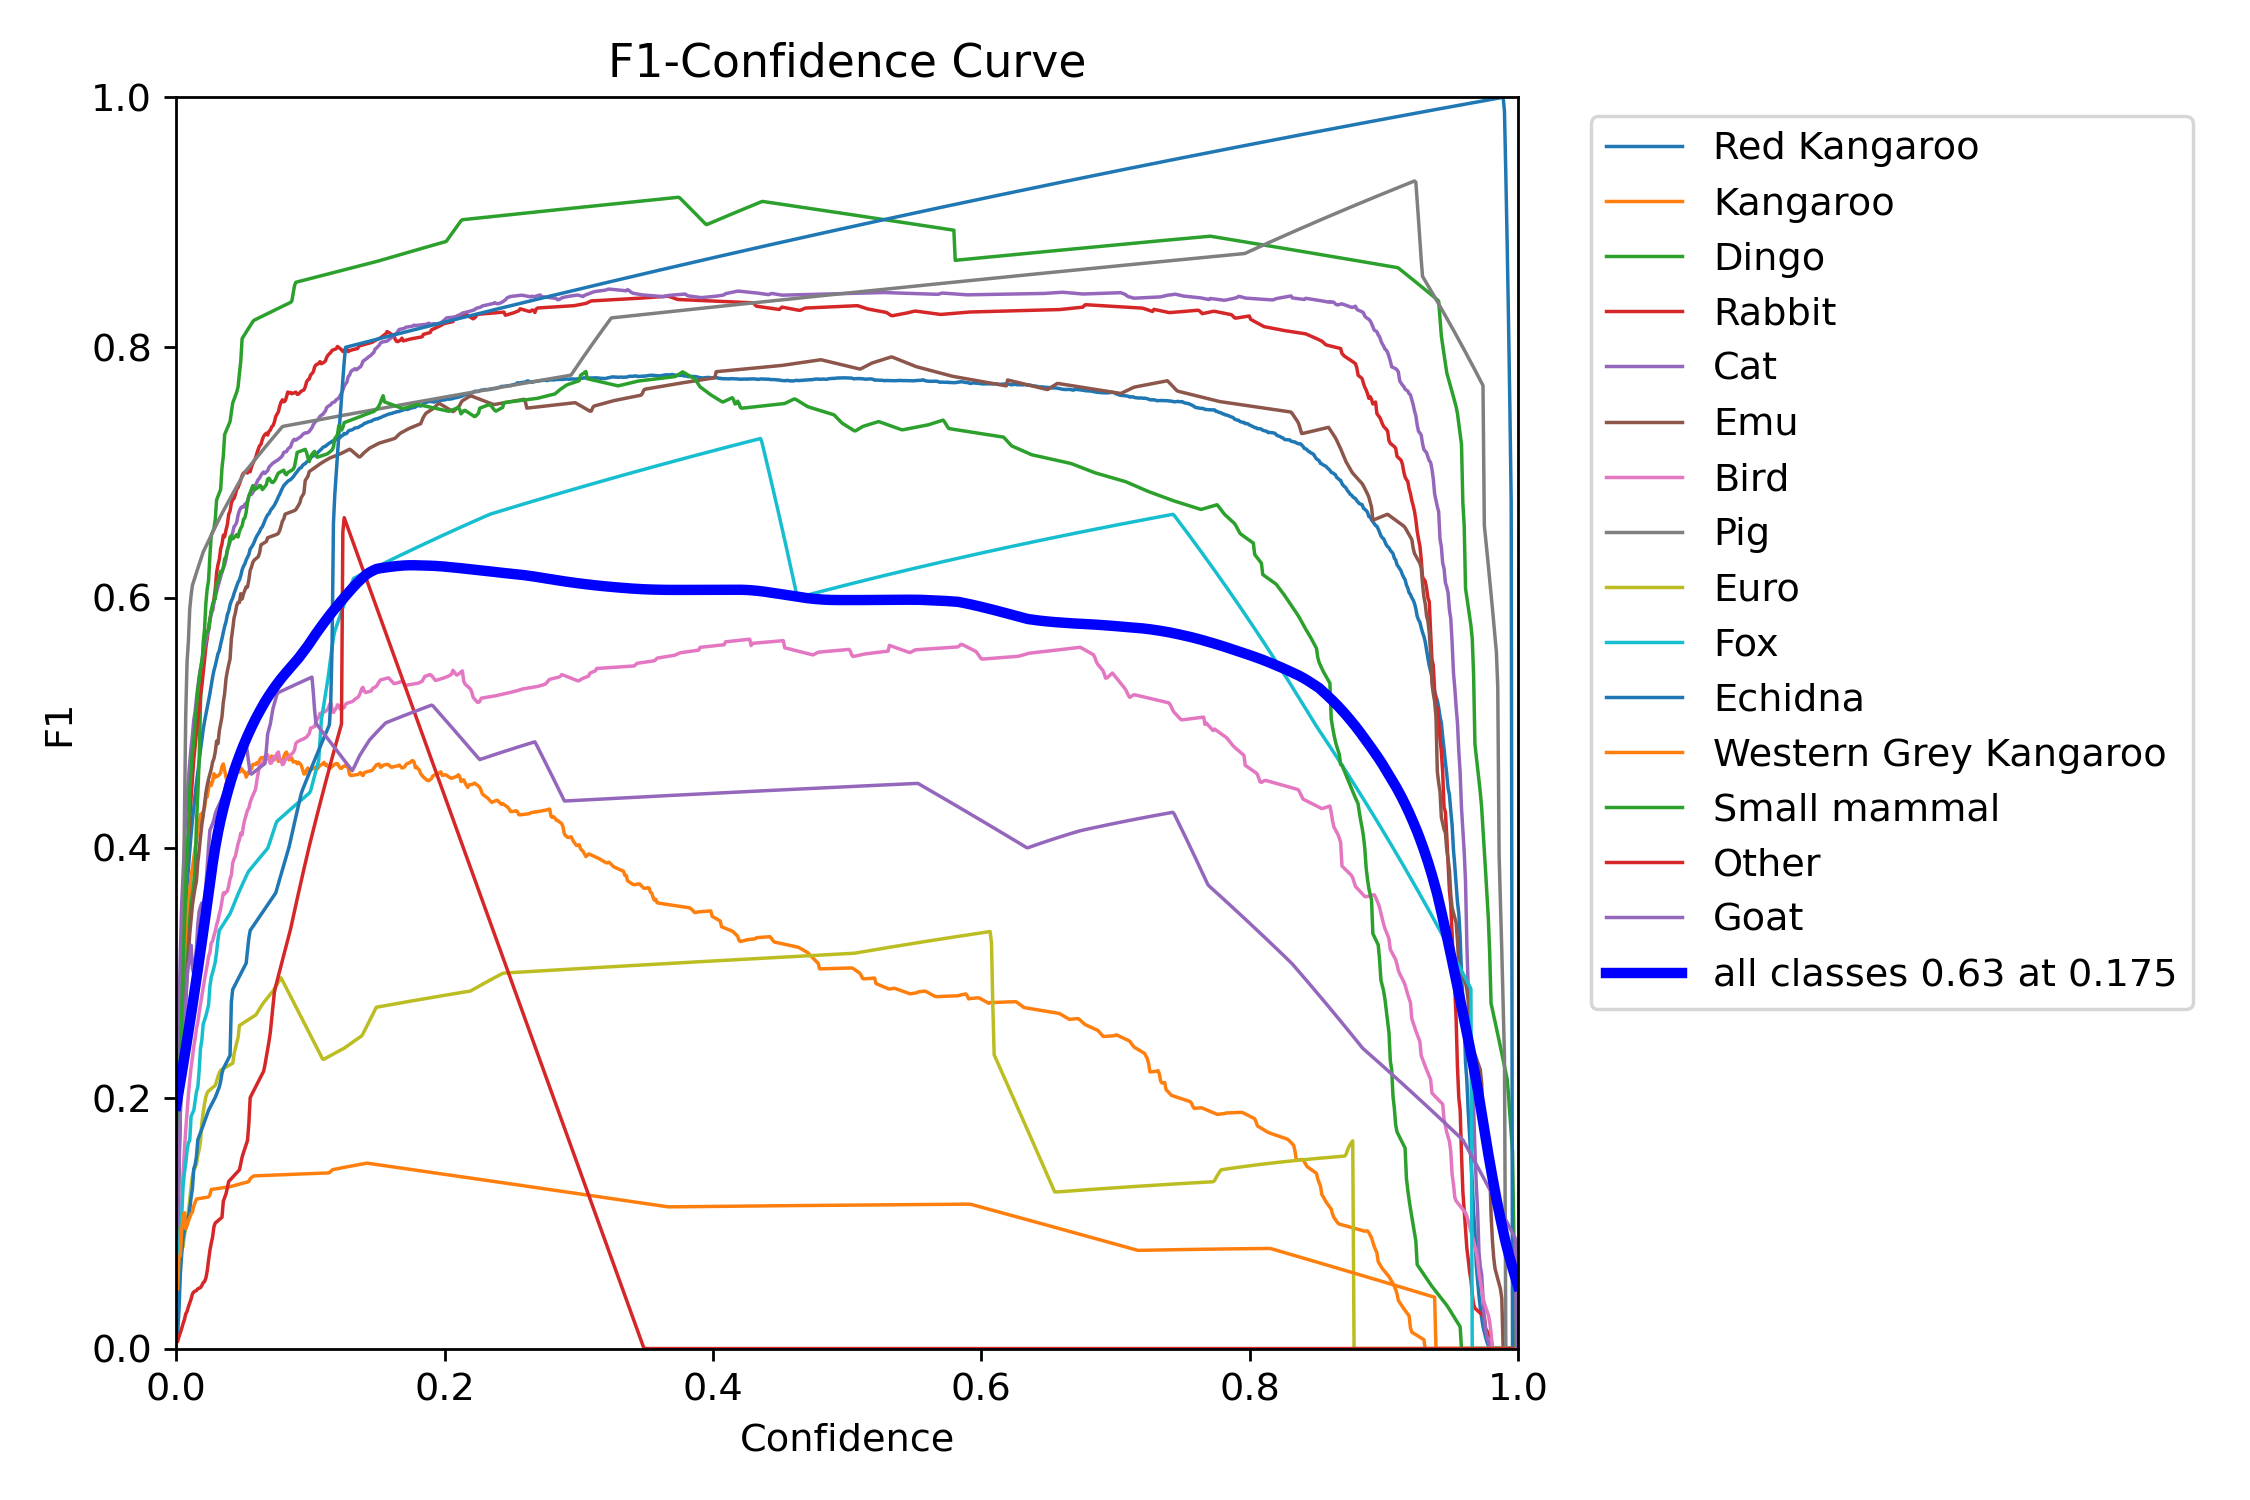 F1-Confidence Curve
1.0
0.8
0.6
0.4
0.2
0.0
F1
0.0 0.2 0.4 0.6 0.8 1.0
Confidence
Red Kangaroo
Kangaroo
Dingo
Rabbit
Cat
Emu
Bird
Pig
Euro
Fox
Echidna
Western Grey Kangaroo
Small mammal
Other
Goat
all classes 0.63 at 0.175